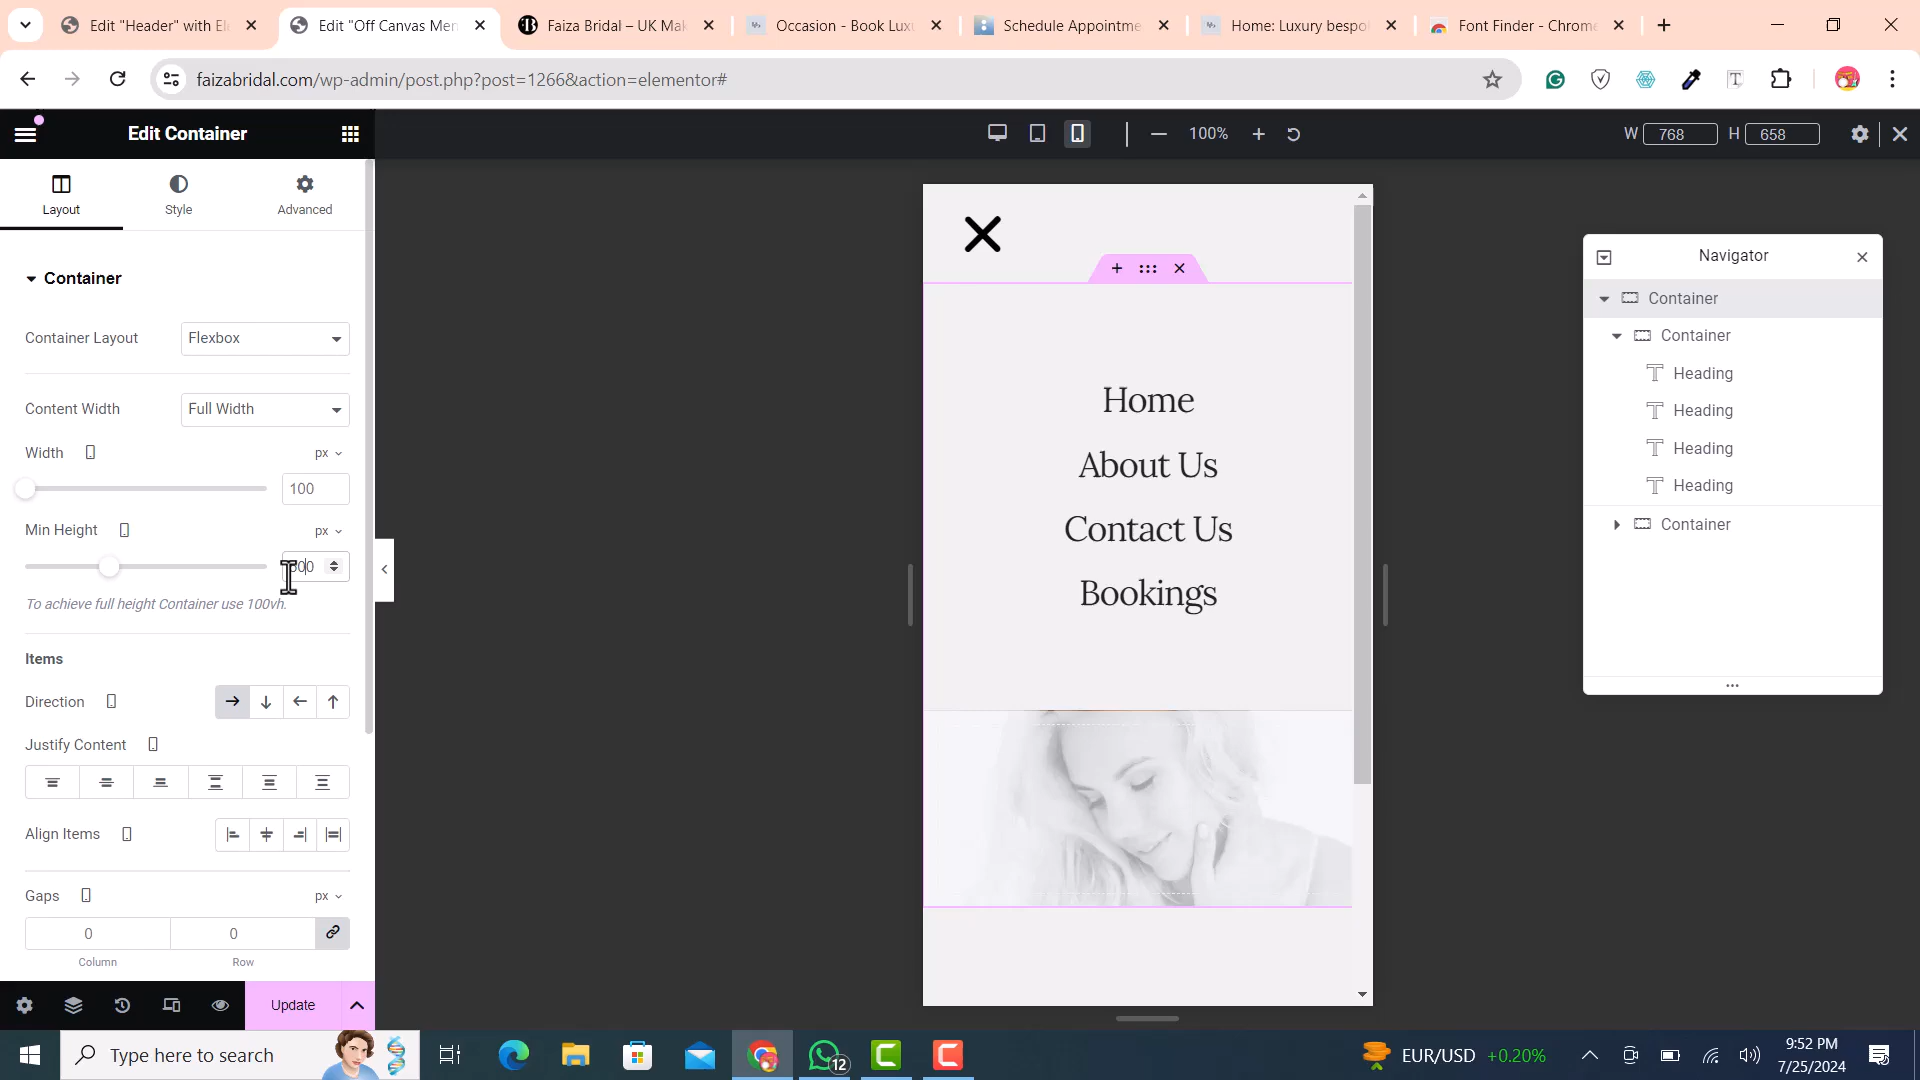 Edit "Header" with Ele
Edit "Off Canvas Men
Faiza Bridal – UK Mak
Occasion - Book Luxu
Schedule Appointme
Home: Luxury bespo
Font Finder - Chrome
faizabridal.com/wp-admin/post.php?post=1266&action=elementor#
Edit Container
100%
W 768 H 658
Layout
Style
Advanced
Container
Container Layout
Flexbox
Content Width
Full Width
Width
px
100
Min Height
px
To achieve full height Container use 100vh.
Items
Direction
Justify Content
Align Items
Gaps
px
0
0
Column
Row
Update
Home
About Us
Contact Us
Bookings
Navigator
Container
Container
Heading
Heading
Heading
Heading
Container
Type here to search
12
EUR/USD +0.20%
9:52 PM
7/25/2024